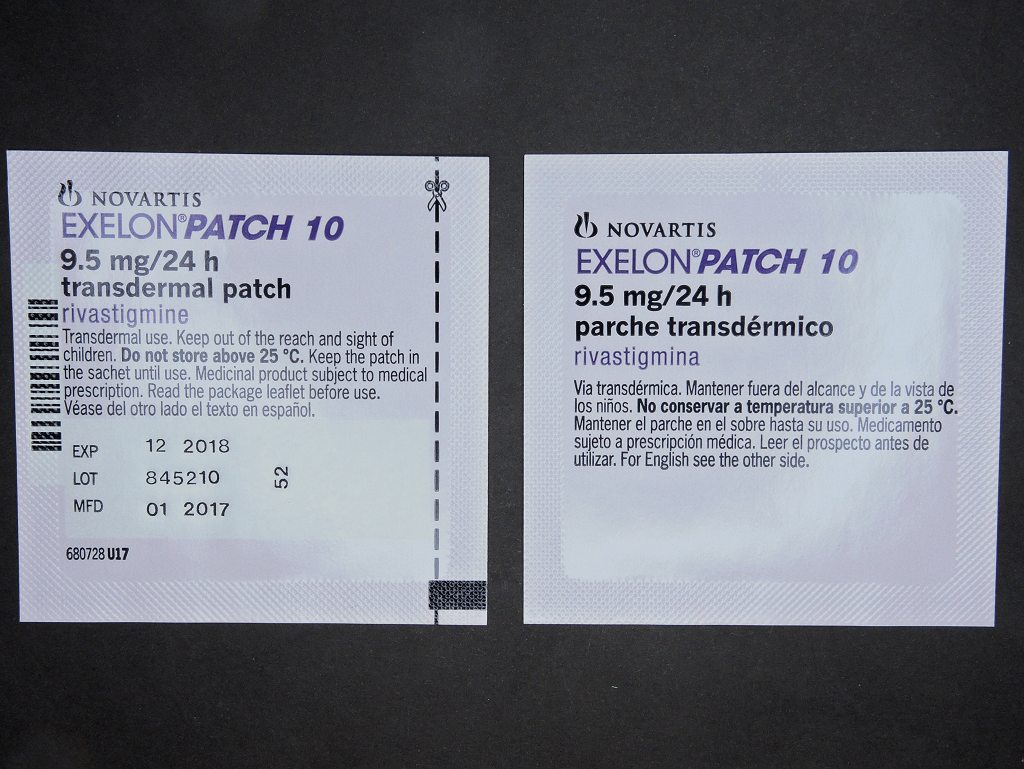 NOVARTIS
EXELON®PATCH 10
9.5 mg/24 h
transdermal patch
rivastigmine
Transdermal use. Keep out of the reach and sight of
children. Do not store above 25 °C. Keep the patch in
the sachet until use. Medicinal product subject to medical
prescription. Read the package leaflet before use.
Véase del otro lado el texto en español.
EXP 12 2018
LOT 845210
52
MFD 01 2017
680728 U17
NOVARTIS
EXELON®PATCH 10
9.5 mg/24 h
parche transdérmico
rivastigmina
Via transdérmica. Mantener fuera del alcance y de la vista de
los niños. No conservar a temperatura superior a 25 °C.
Mantener el parche en el sobre hasta su uso. Medicamento
sujeto a prescripción médica. Leer el prospecto antes de
utilizar. For English see the other side.